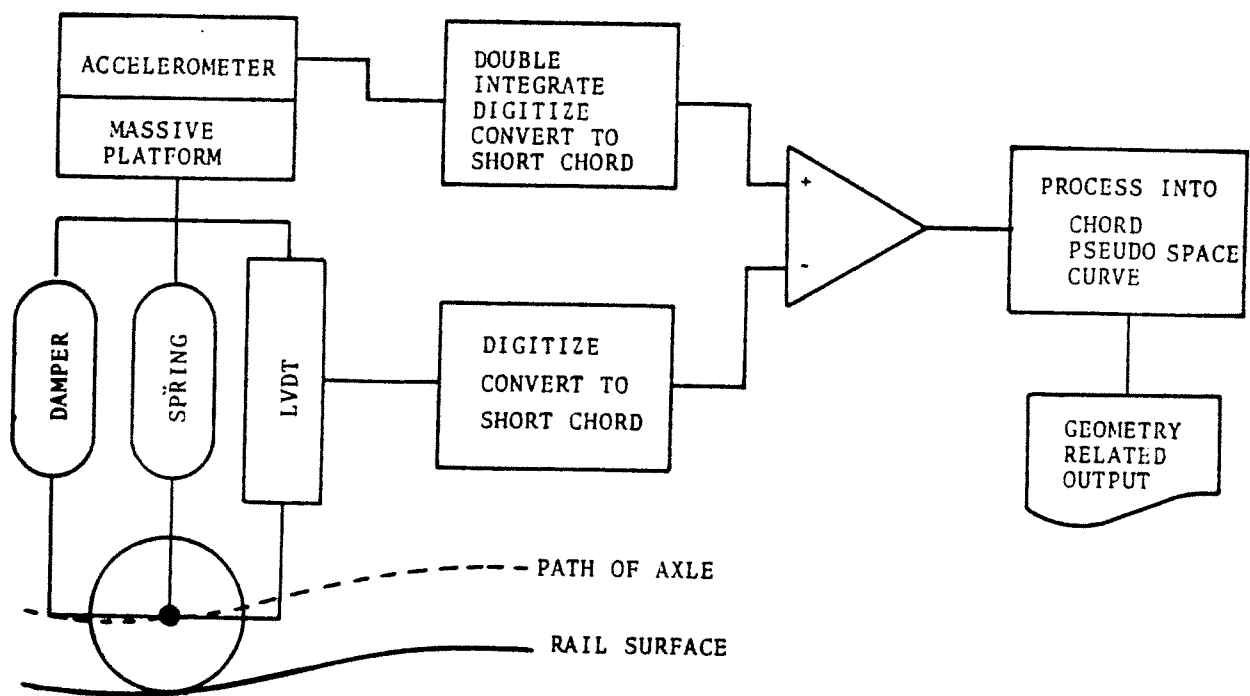 ACCELEROMETER
MASSIVE
PLATFORM
DOUBLE
INTEGRATE
DIGITIZE
CONVERT TO
SHORT CHORD
+
-
PROCESS INTO
CHORD
PSEUDO SPACE
CURVE
DAMPER
SPRING
LVDT
DIGITIZE
CONVERT TO
SHORT CHORD
GEOMETRY
RELATED
OUTPUT
PATH OF AXLE
RAIL SURFACE